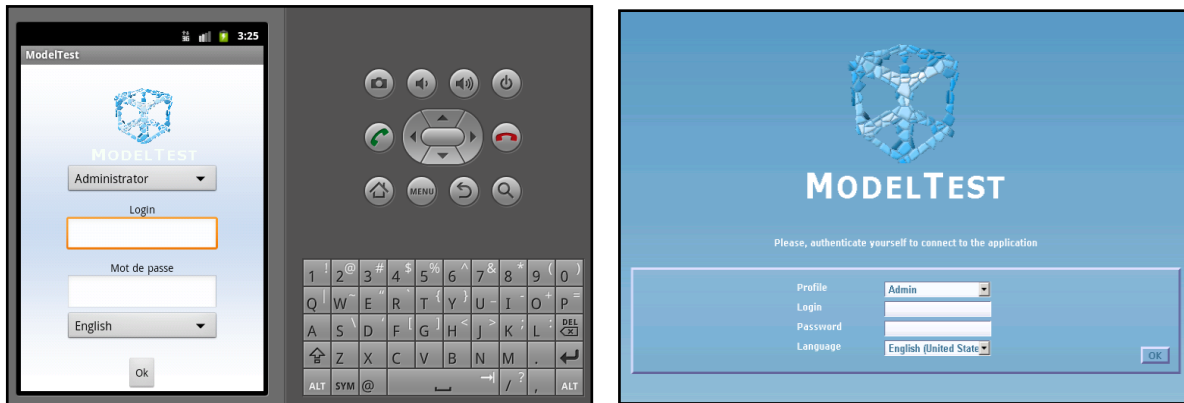 3:25
ModelTest
MODELTEST
Administrator
Login
Mot de passe
English
Ok
MENU
1 ! 2 @ 3 # 4 $ 5 % 6 ^ 7 & 8 * 9 ( 0 )
Q | W ~ E " R ` T { Y } U _ I - O + P =
A S \ D ' F [ G ] H < J > K ; L : DEL
Z X C V B N M .
ALT SYM @ / ? , ALT
MODELTEST
Please, authenticate yourself to connect to the application
Profile Admin
Login
Password
Language English (United State
OK